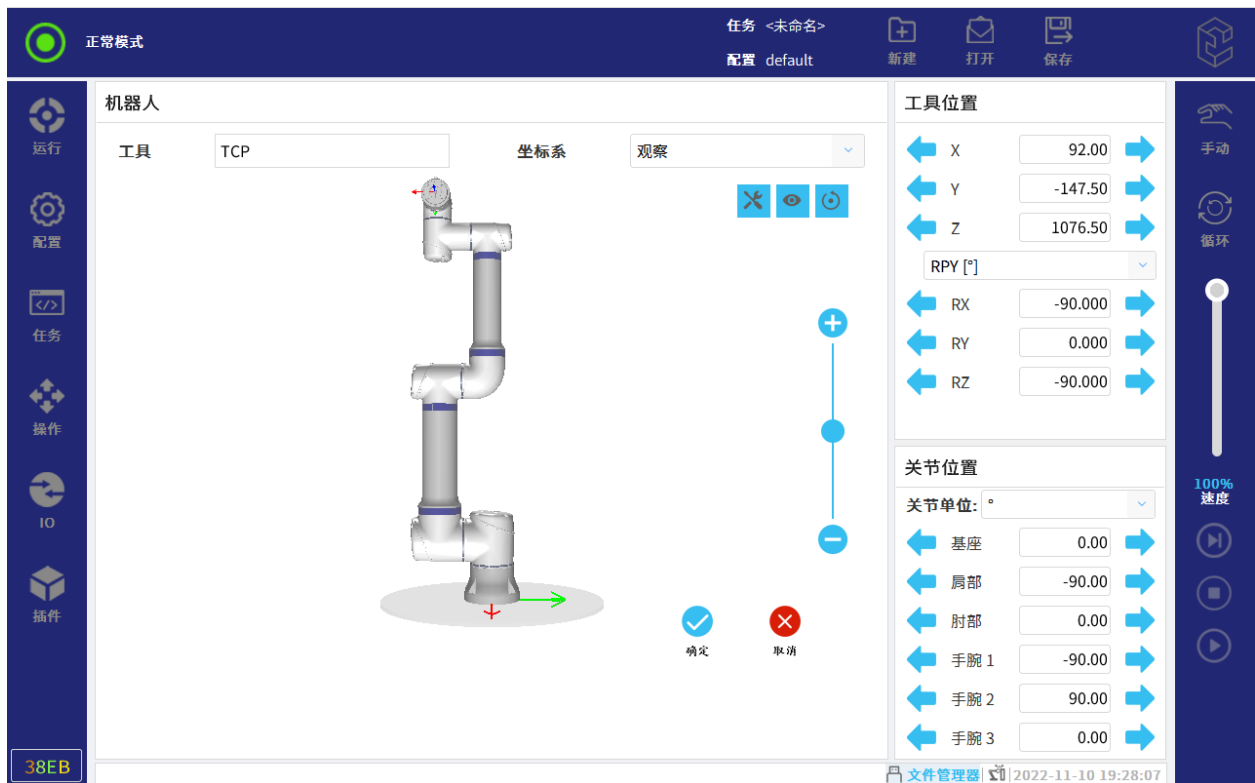 正常模式
任务 <未命名>
配置 default
新建 打开 保存
运行
配置
任务
操作
IO
插件
38EB
机器人
工具 TCP 坐标系 观察
确定 取消
工具位置
X 92.00
Y -147.50
Z 1076.50
RPY [°]
RX -90.000
RY 0.000
RZ -90.000
关节位置
关节单位: °
基座 0.00
肩部 -90.00
肘部 0.00
手腕 1 -90.00
手腕 2 90.00
手腕 3 0.00
手动
循环
100%
速度
文件管理器 2022-11-10 19:28:07